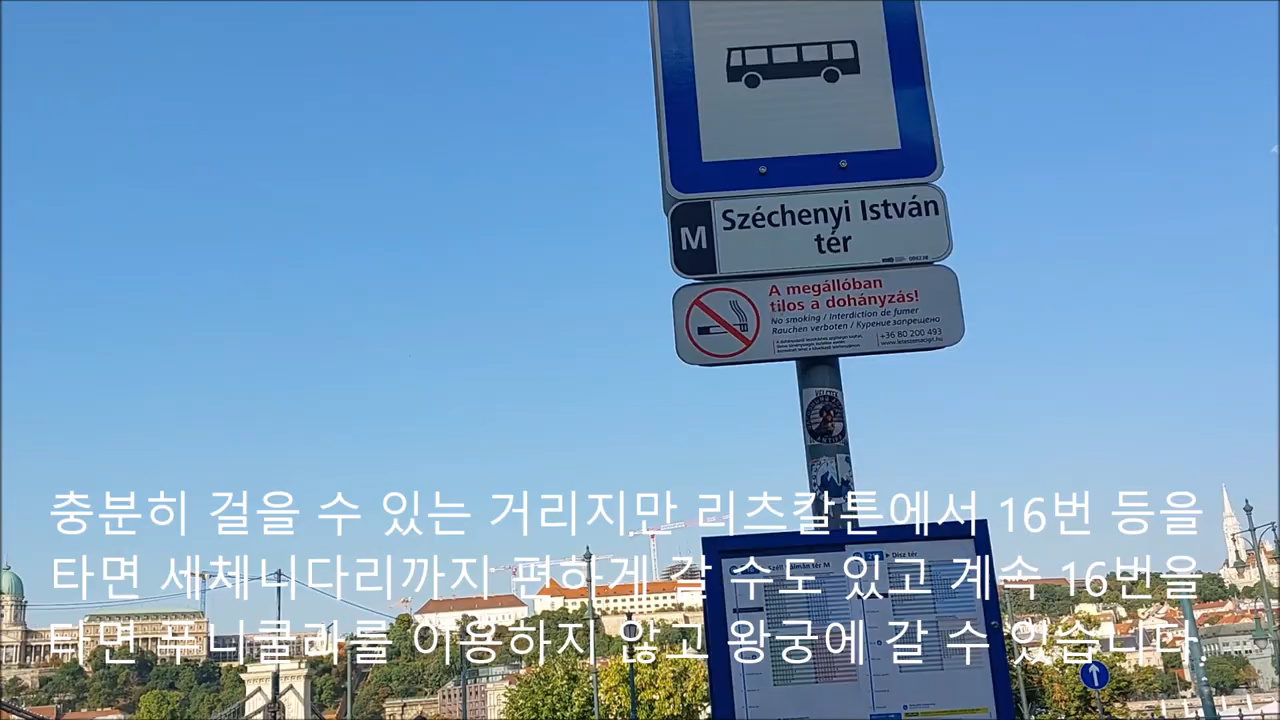 M
Széchenyi István
tér
A megállóban
tilos a dohányzás!
No smoking / Interdiction de fumer
Rauchen verboten / Курение запрещено
+36 80 200 493
Széll Kálmán tér M
Disz tér
충분히 걸을 수 있는 거리지만 리츠칼튼에서 16번 등을
타면 세체니다리까지 편하게 갈 수도 있고 계속 16번을
타면 푸니쿨라를 이용하지 않고 왕궁에 갈 수 있습니다